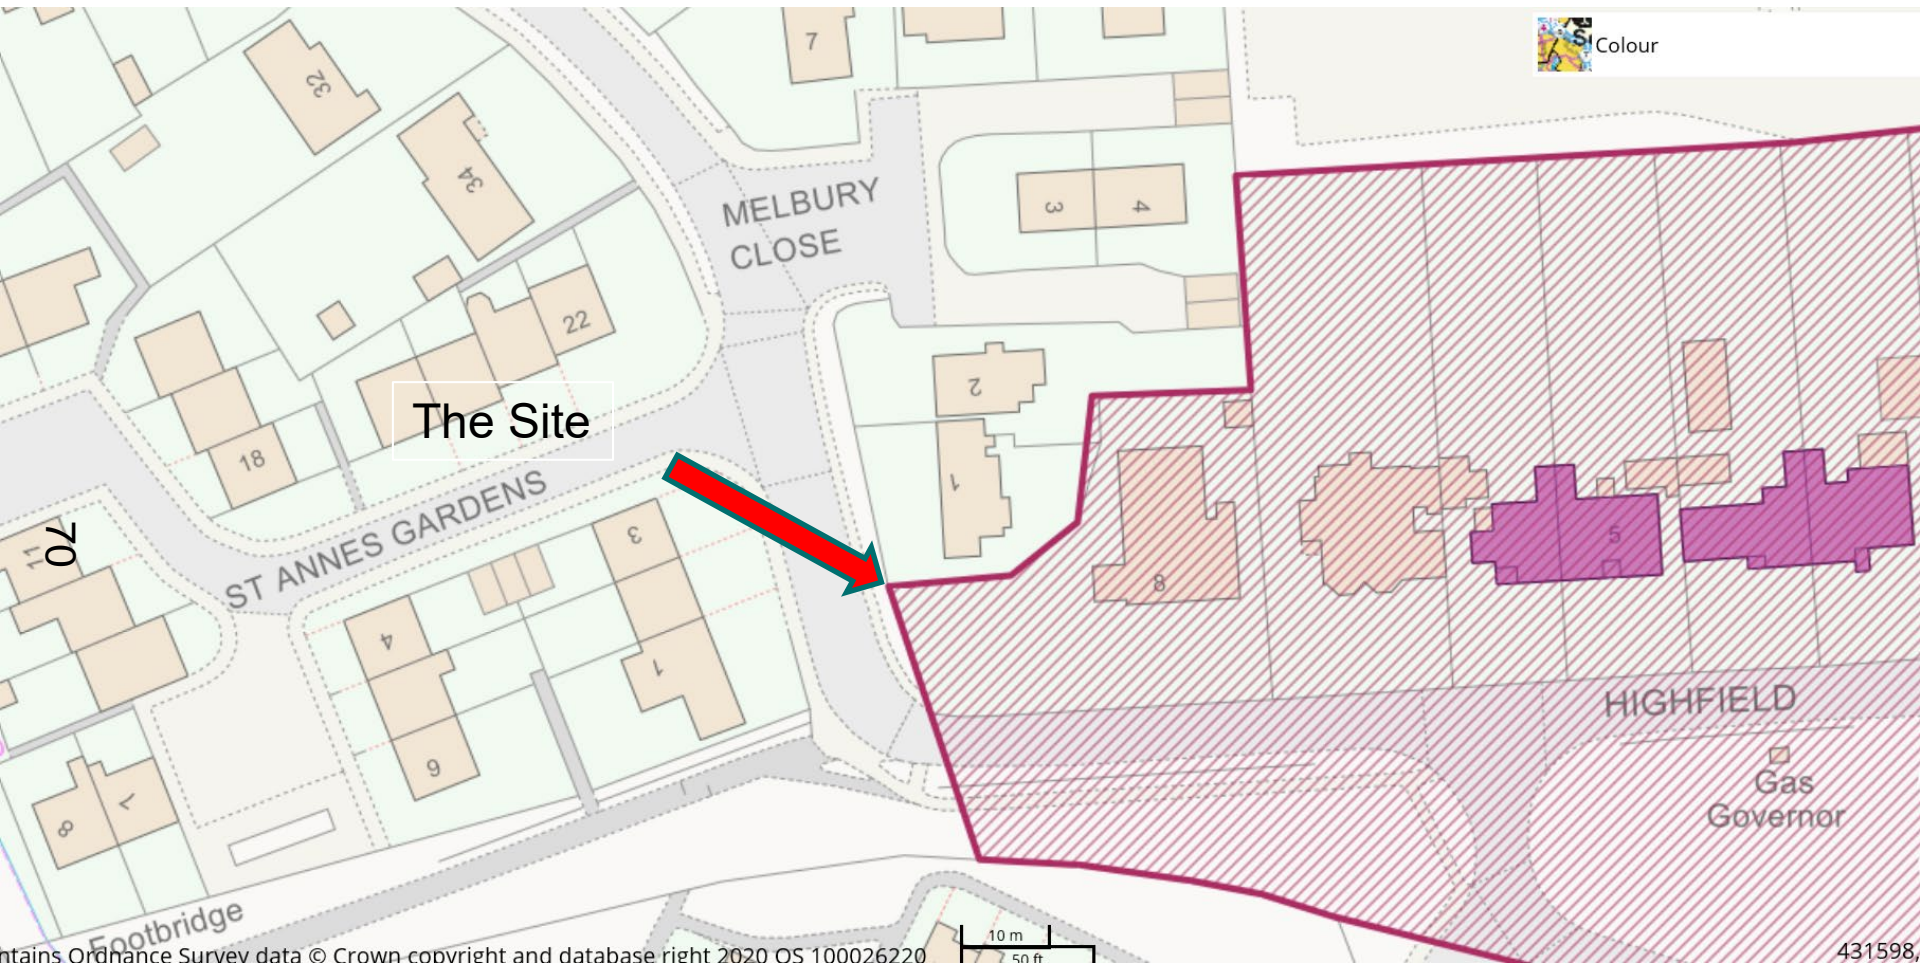 Colour
7
32
34
MELBURY
CLOSE
3
4
22
2
The Site
18
1
5
ST ANNES GARDENS
11
70
3
8
4
1
HIGHFIELD
6
Gas
Governor
7
8
Footbridge
10 m
50 ft
ntains Ordnance Survey data © Crown copyright and database right 2020 OS 100026220
431598,